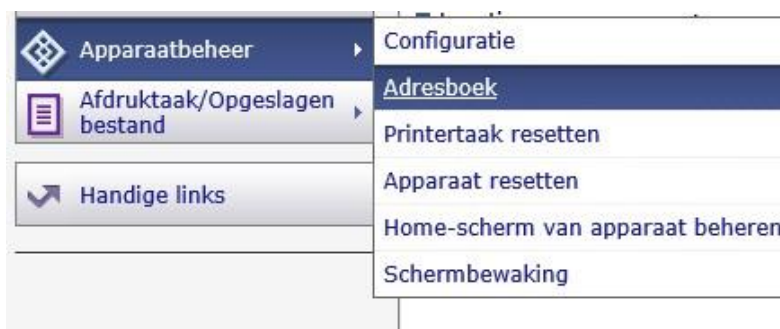 Apparaatbeheer
Afdruktaak/Opgeslagen
bestand
Handige links
Configuratie
Adresboek
Printertaak resetten
Apparaat resetten
Home-scherm van apparaat beheren
Schermbewaking